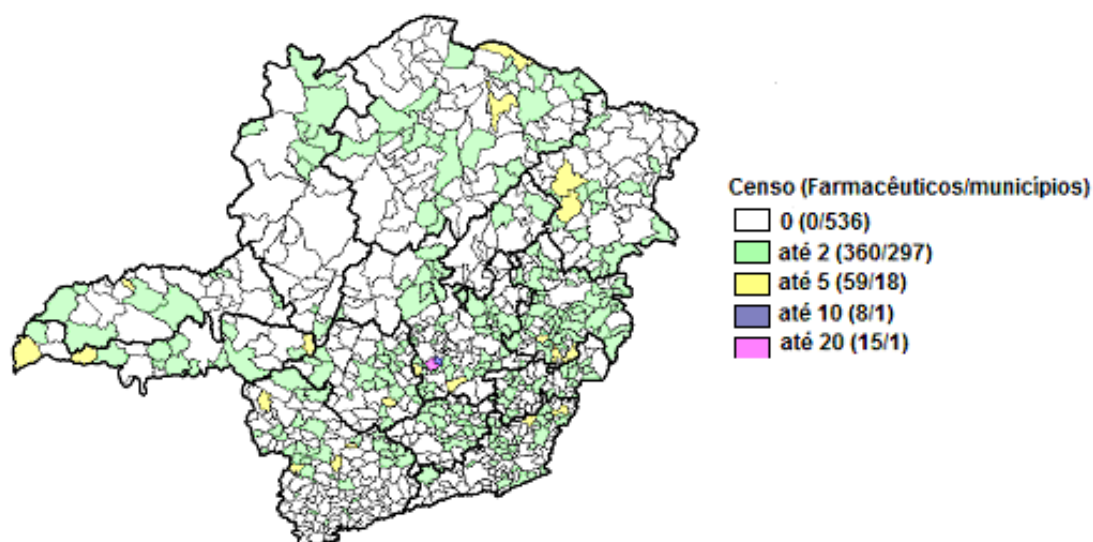 Censo (Farmacêuticos/municípios)
0 (0/536)
até 2 (360/297)
até 5 (59/18)
até 10 (8/1)
até 20 (15/1)